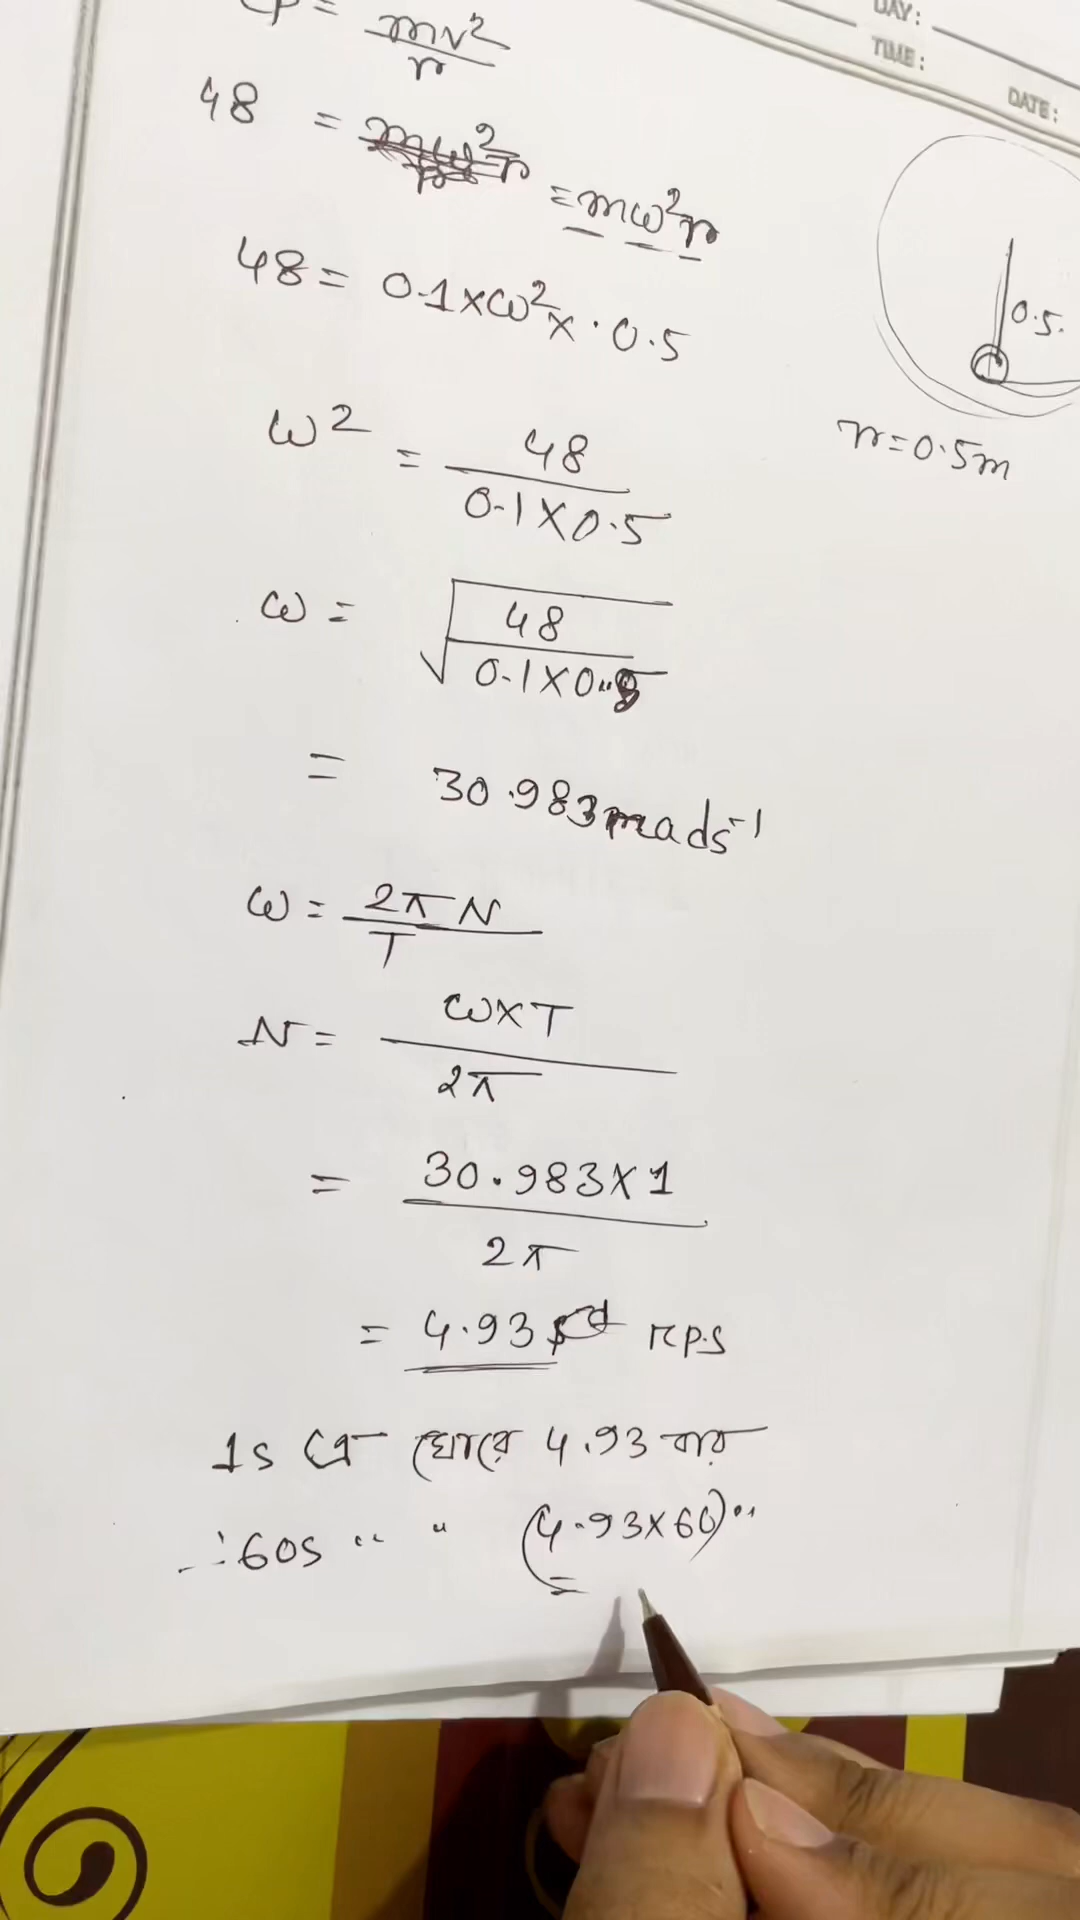 DAY:
TIME:
DATE:
= mv²/r
48 = = mω²r
48 = 0.1×ω²× · 0.5
0.5.
r=0.5m
ω² = 48/0.1×0.5
ω = √48/0.1×0.5
= 30.983 rads⁻¹
ω = 2πN/T
N = ω×T/2π
= 30.983×1/2π
= 4.93 rps
1s এ ঘোরে 4.93 বার
∴ 60s " " (4.93×60) "
=